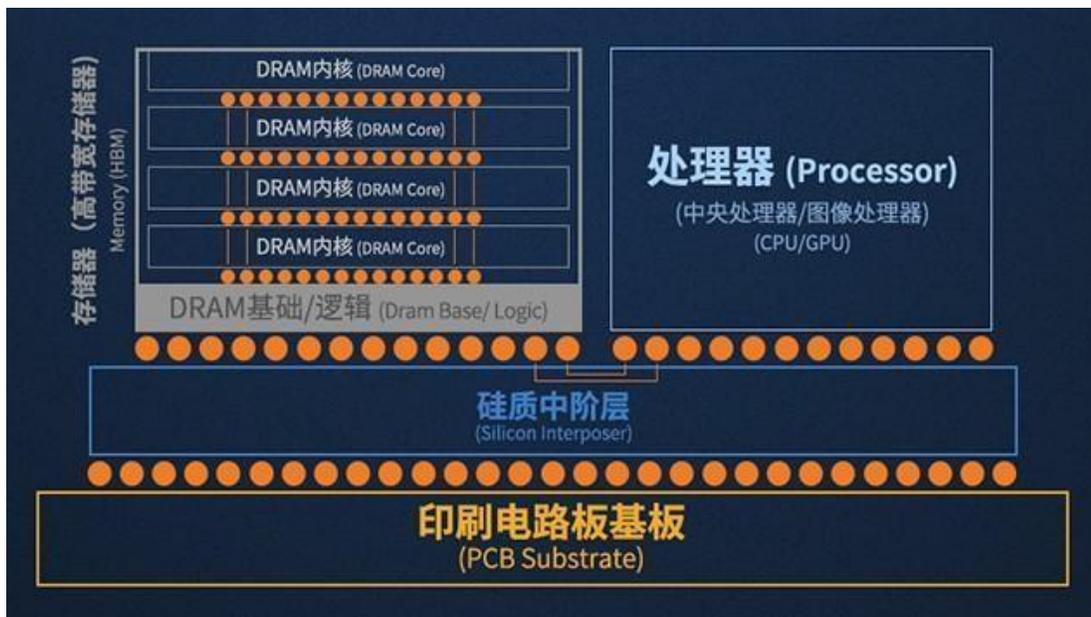 存储器（高带宽存储器）
Memory (HBM)
DRAM内核 (DRAM Core)
DRAM内核 (DRAM Core)
DRAM内核 (DRAM Core)
DRAM内核 (DRAM Core)
DRAM基础/逻辑 (Dram Base/ Logic)
处理器 (Processor)
(中央处理器/图像处理器)
(CPU/GPU)
硅质中阶层
(Silicon Interposer)
印刷电路板基板
(PCB Substrate)